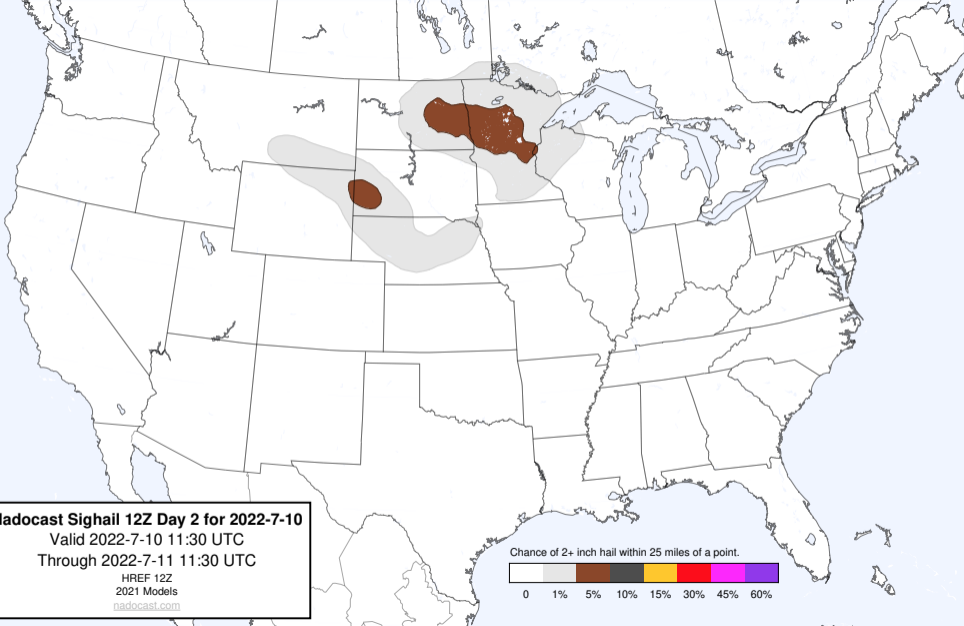 adocast Sighail 12Z Day 2 for 2022-7-10
Valid 2022-7-10 11:30 UTC
Through 2022-7-11 11:30 UTC
HREF 12Z
2021 Models
nadocast.com
Chance of 2+ inch hail within 25 miles of a point.
0 1% 5% 10% 15% 30% 45% 60%